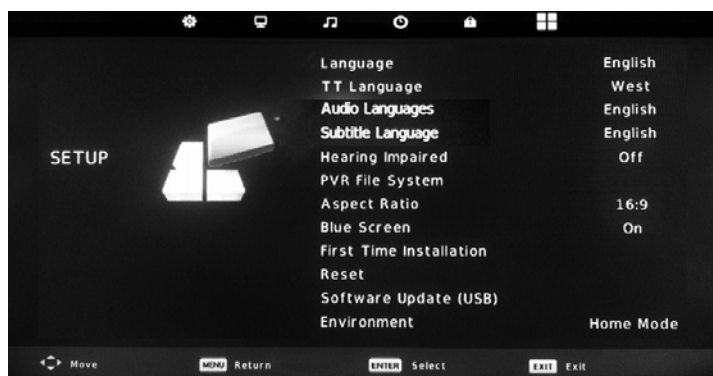 Language English
TT Language West
Audio Languages English
Subtitle Language English
SETUP
Hearing Impaired Off
PVR File System
Aspect Ratio 16:9
Blue Screen On
First Time Installation
Reset
Software Update (USB)
Environment Home Mode
Move MENU Return ENTER Select EXIT Exit